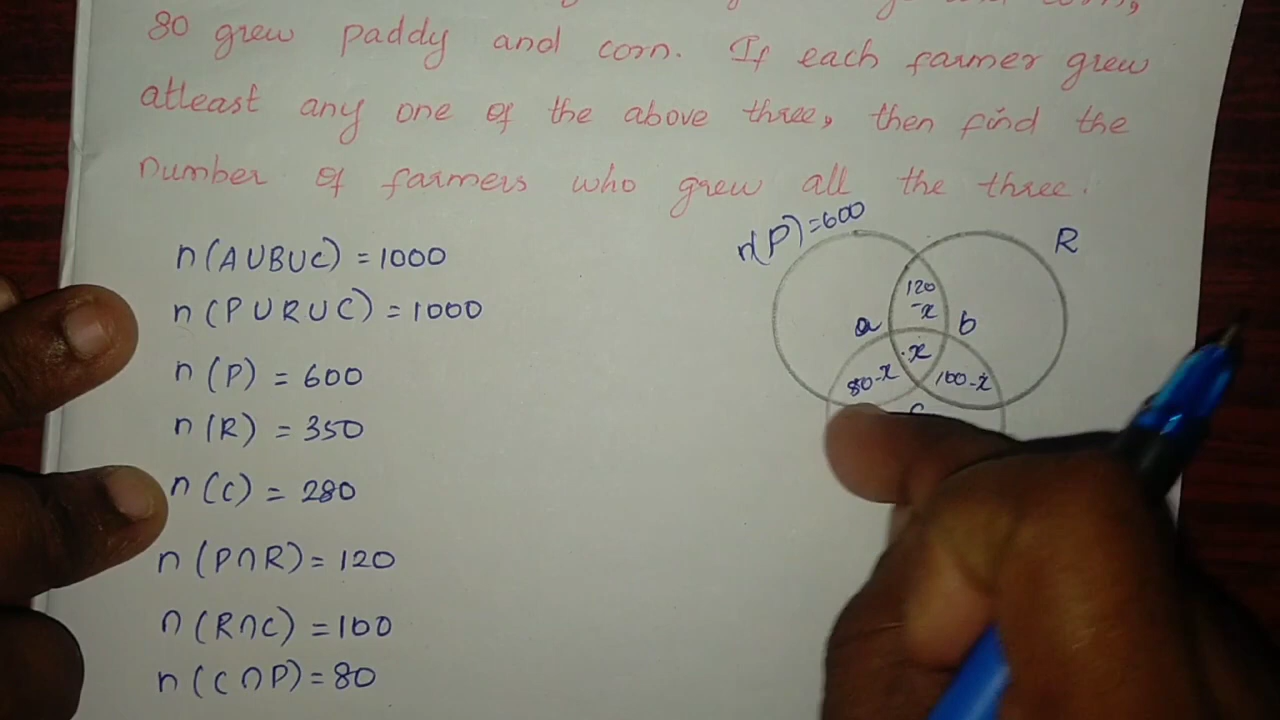 80 grew paddy and corn. If each farmer grew
atleast any one of the above three, then find the
number of farmers who grew all the three.
n(P)=600
R
n(AUBUC) = 1000
n(PURUC) = 1000
n(P) = 600
n(R) = 350
n(C) = 280
n(P∩R) = 120
n(R∩C) = 100
n(C∩P) = 80
120
-x
a
b
x
80-x
100-x